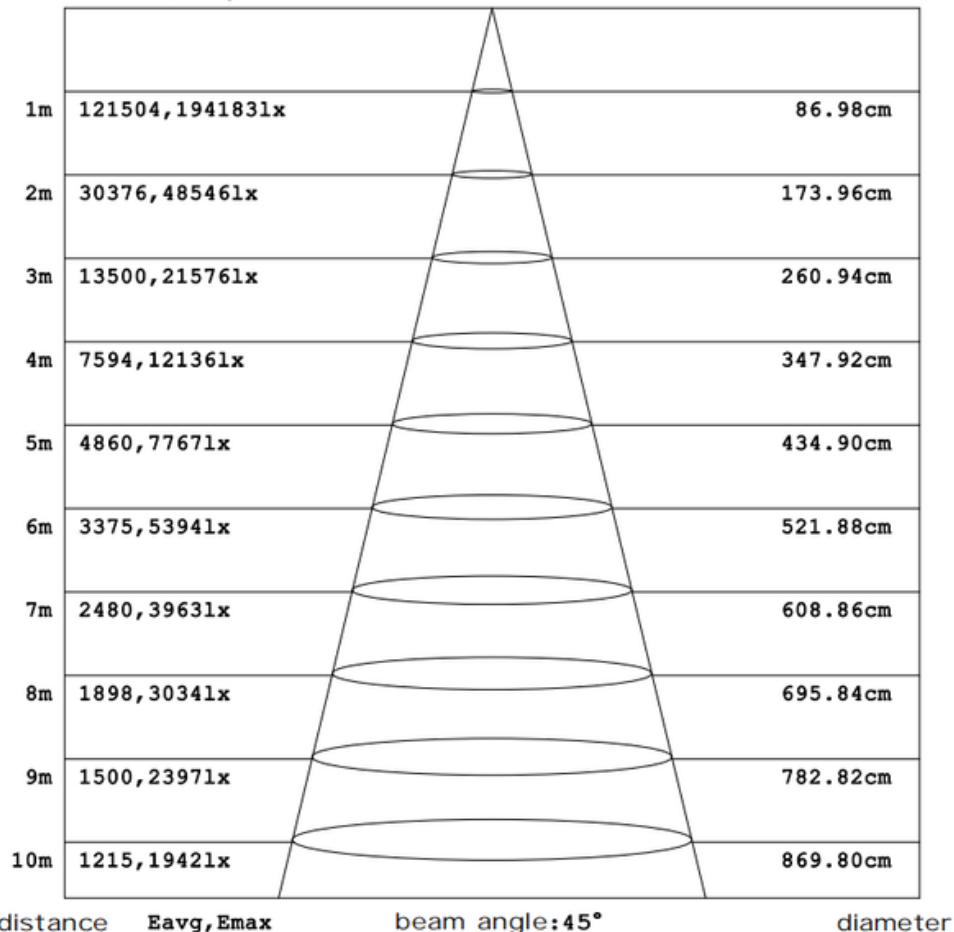 1m 121504,194183lx 86.98cm
2m 30376,48546lx 173.96cm
3m 13500,21576lx 260.94cm
4m 7594,12136lx 347.92cm
5m 4860,7767lx 434.90cm
6m 3375,5394lx 521.88cm
7m 2480,3963lx 608.86cm
8m 1898,3034lx 695.84cm
9m 1500,2397lx 782.82cm
10m 1215,1942lx 869.80cm
distance Eavg,Emax beam angle:45° diameter